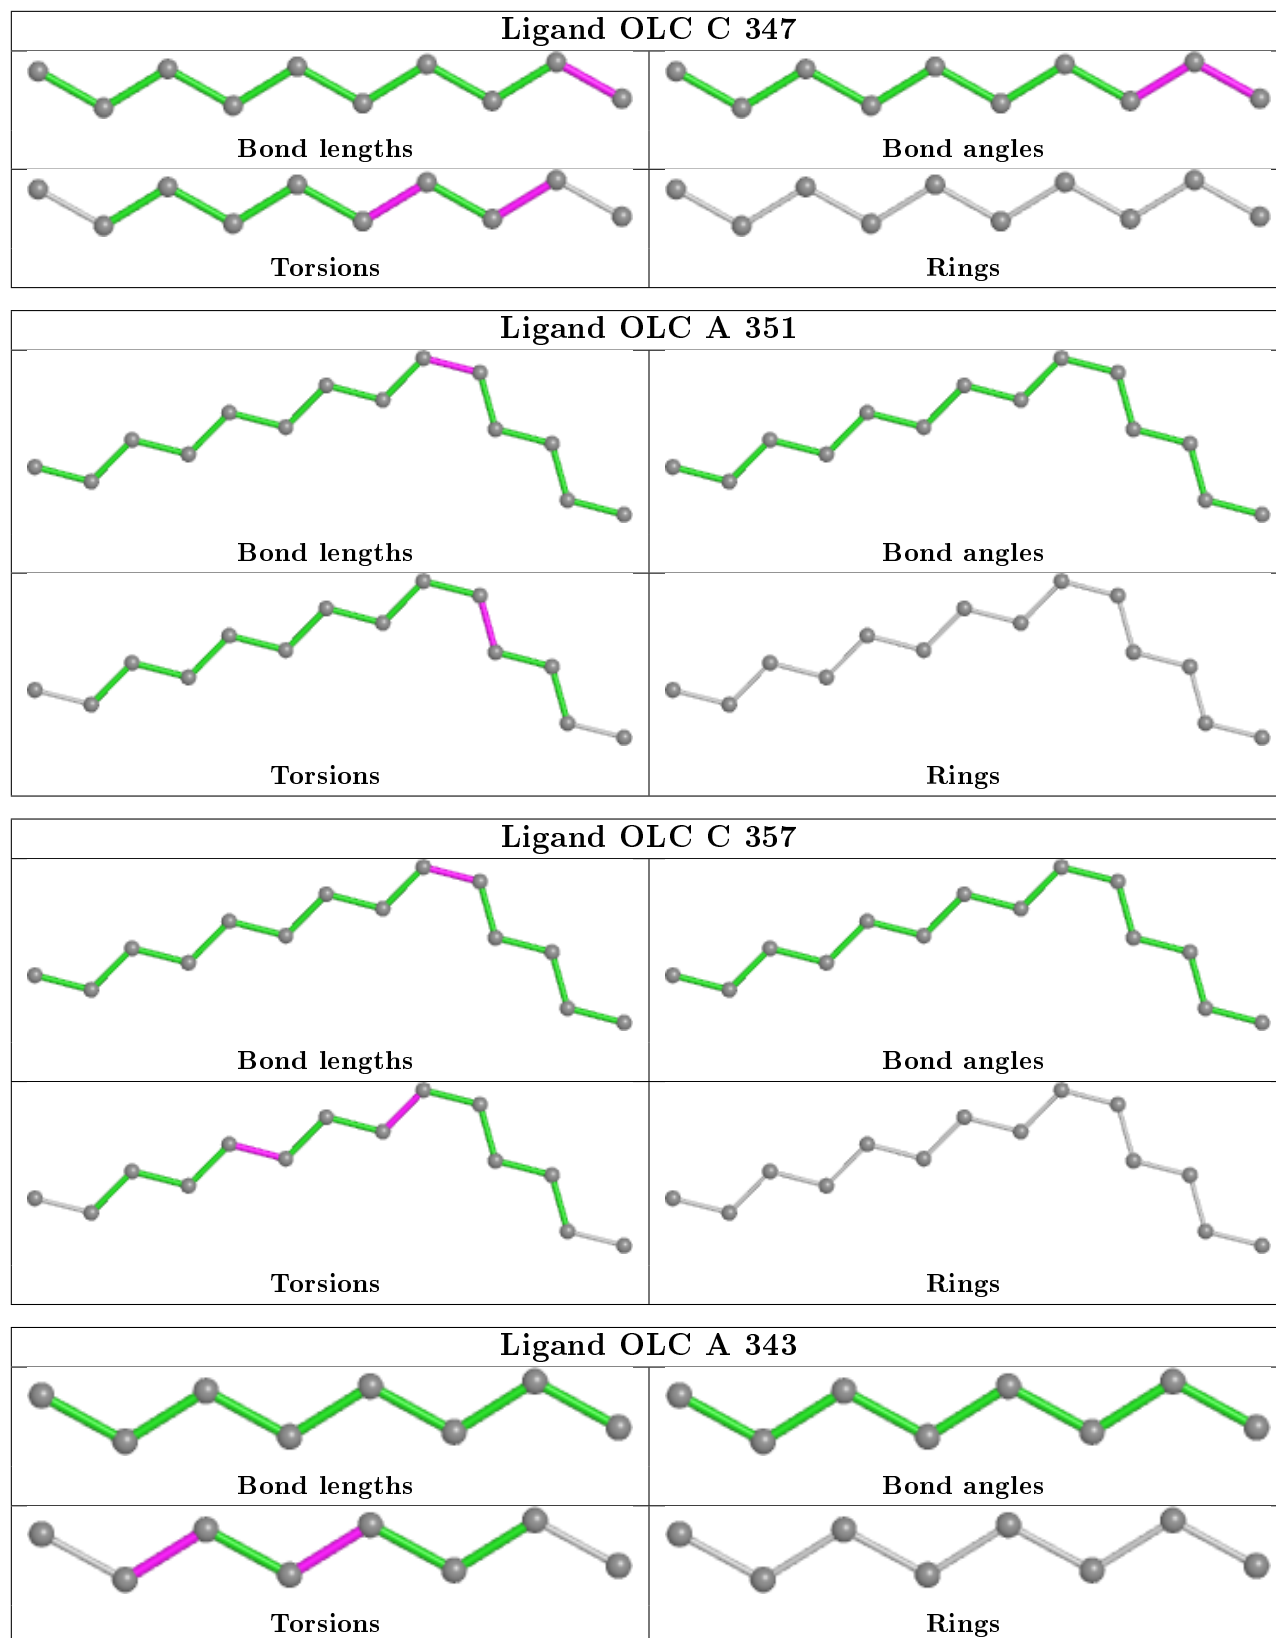 Ligand OLC C 347
Bond lengths
Bond angles
Torsions
Rings
Ligand OLC A 351
Bond lengths
Bond angles
Torsions
Rings
Ligand OLC C 357
Bond lengths
Bond angles
Torsions
Rings
Ligand OLC A 343
Bond lengths
Bond angles
Torsions
Rings